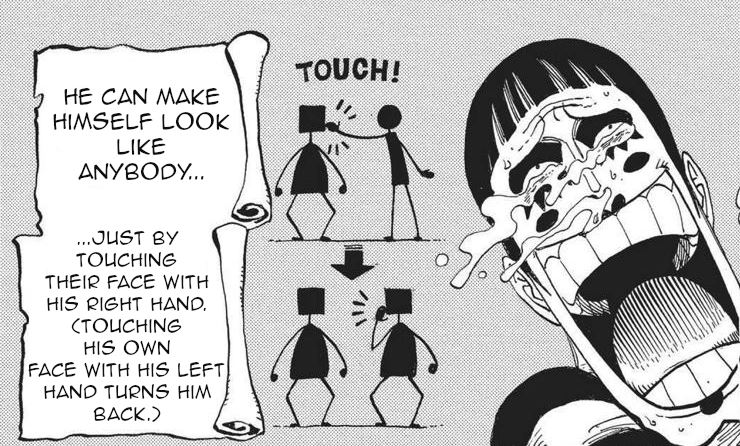 HE CAN MAKE
HIMSELF LOOK
LIKE
ANYBODY...
TOUCH!
...JUST BY
TOUCHING
THEIR FACE WITH
HIS RIGHT HAND.
(TOUCHING
HIS OWN
FACE WITH HIS LEFT
HAND TURNS HIM
BACK.)